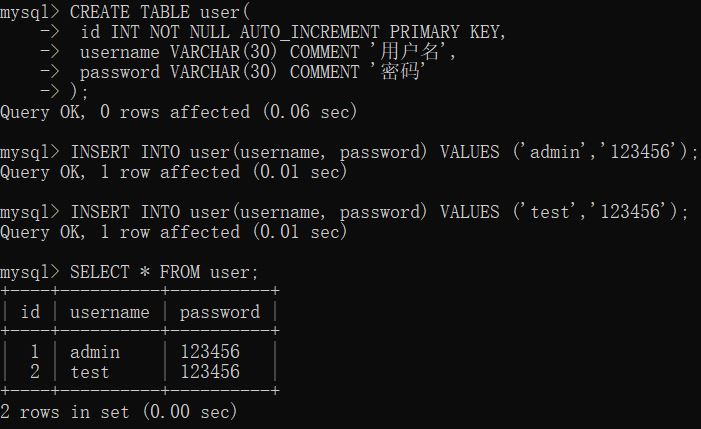 mysql> CREATE TABLE user(
    ->  id INT NOT NULL AUTO_INCREMENT PRIMARY KEY,
    ->  username VARCHAR(30) COMMENT '用户名',
    ->  password VARCHAR(30) COMMENT '密码'
    -> );
Query OK, 0 rows affected (0.06 sec)

mysql> INSERT INTO user(username, password) VALUES ('admin','123456');
Query OK, 1 row affected (0.01 sec)

mysql> INSERT INTO user(username, password) VALUES ('test','123456');
Query OK, 1 row affected (0.01 sec)

mysql> SELECT * FROM user;
+----+----------+----------+
| id | username | password |
+----+----------+----------+
|  1 | admin    | 123456   |
|  2 | test     | 123456   |
+----+----------+----------+
2 rows in set (0.00 sec)